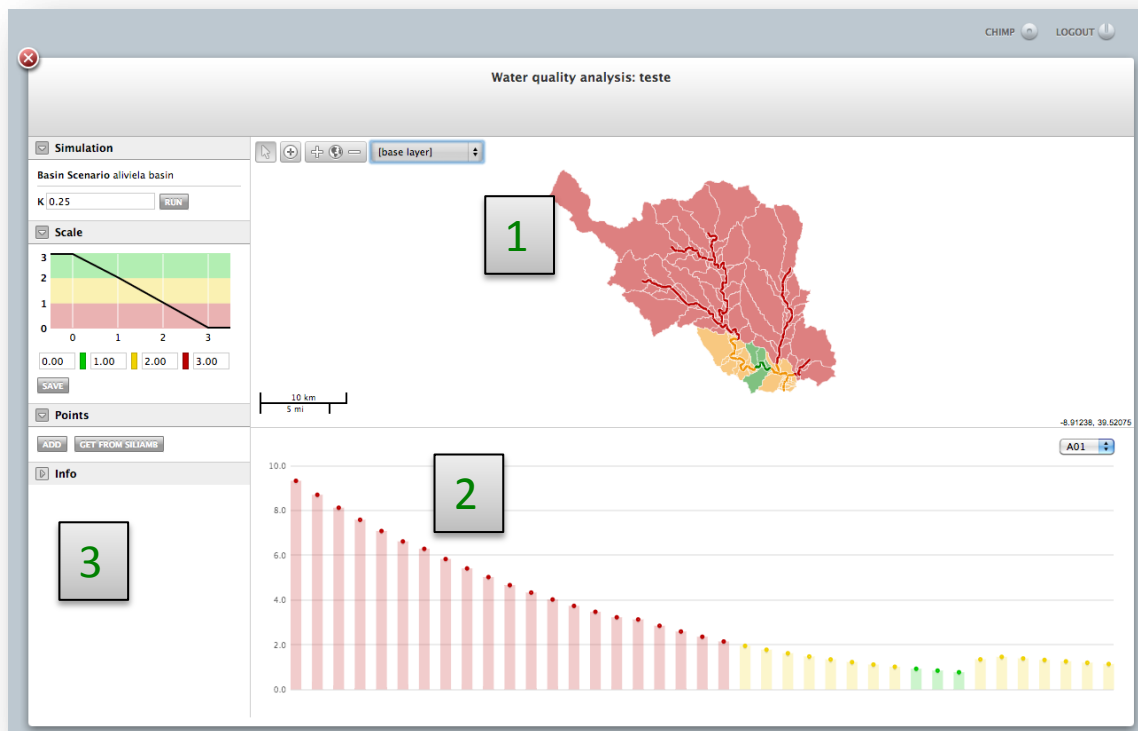 CHIMP LOGOUT
Water quality analysis: teste
Simulation
Basin Scenario aliviela basin
K 0.25 RUN
Scale
3
2
1
0
0 1 2 3
0.00 1.00 2.00 3.00
SAVE
Points
ADD GET FROM SILIAMB
Info
3
[base layer]
1
10 km
5 mi
-8.91238, 39.52075
A01
2
10.0
8.0
6.0
4.0
2.0
0.0